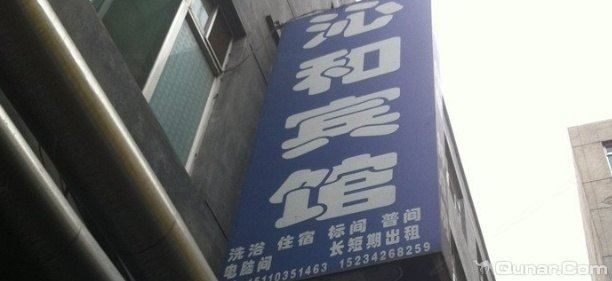 沁和宾馆
洗浴 住宿 标间 普间
电脑间 长短期出租
15110351463 15234268259
Qunar.Com